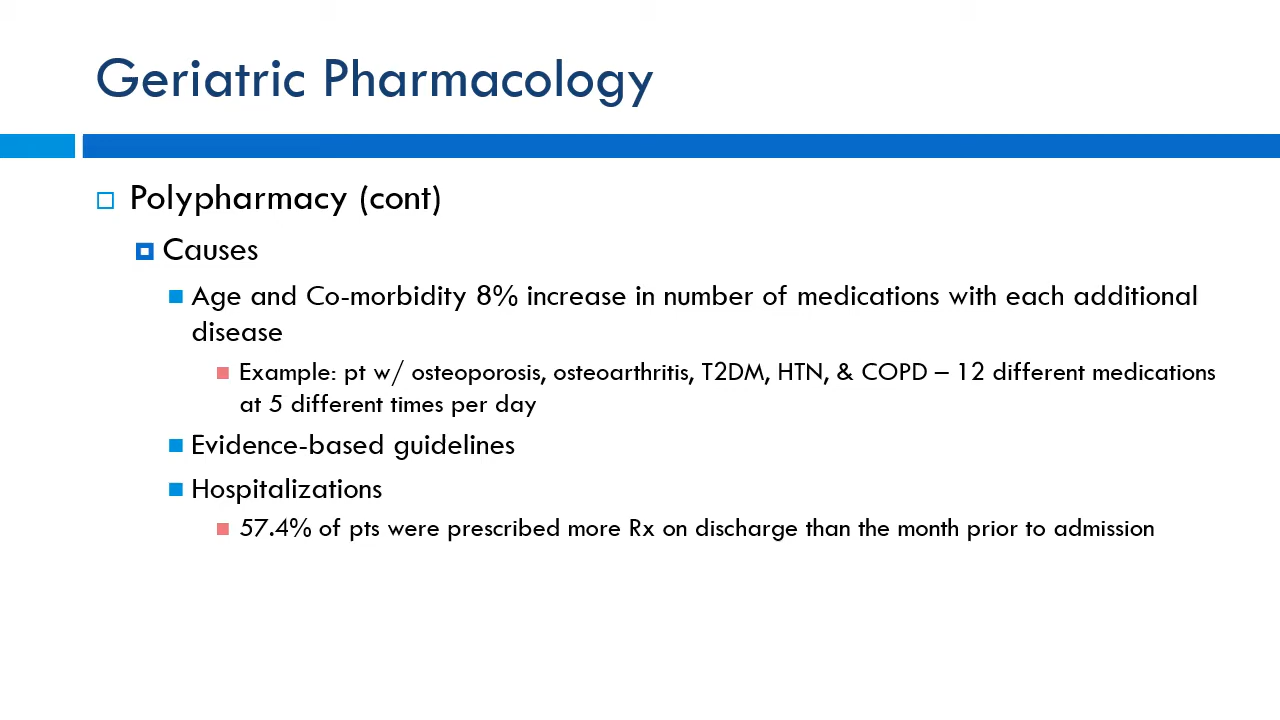 Geriatric Pharmacology
Polypharmacy (cont)
Causes
Age and Co-morbidity 8% increase in number of medications with each additional
disease
Example: pt w/ osteoporosis, osteoarthritis, T2DM, HTN, & COPD – 12 different medications
at 5 different times per day
Evidence-based guidelines
Hospitalizations
57.4% of pts were prescribed more Rx on discharge than the month prior to admission